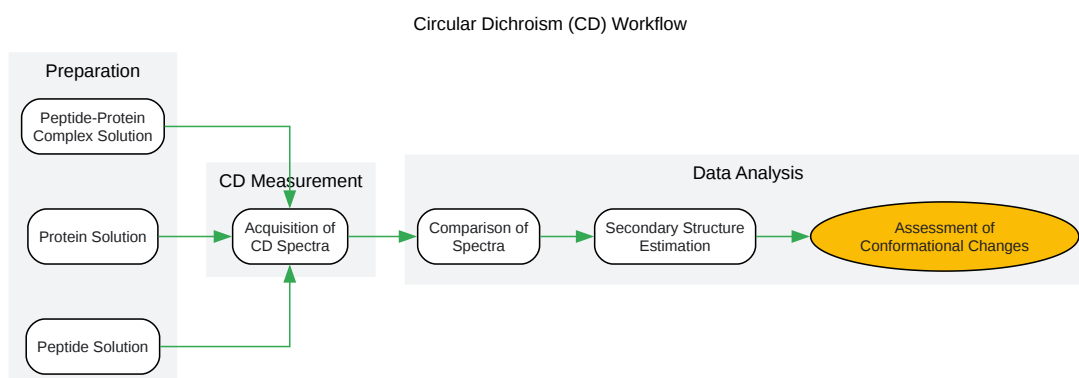 Circular Dichroism (CD) Workflow
Preparation
Peptide-Protein
Complex Solution
Protein Solution
Peptide Solution
CD Measurement
Acquisition of
CD Spectra
Data Analysis
Comparison of
Spectra
Secondary Structure
Estimation
Assessment of
Conformational Changes